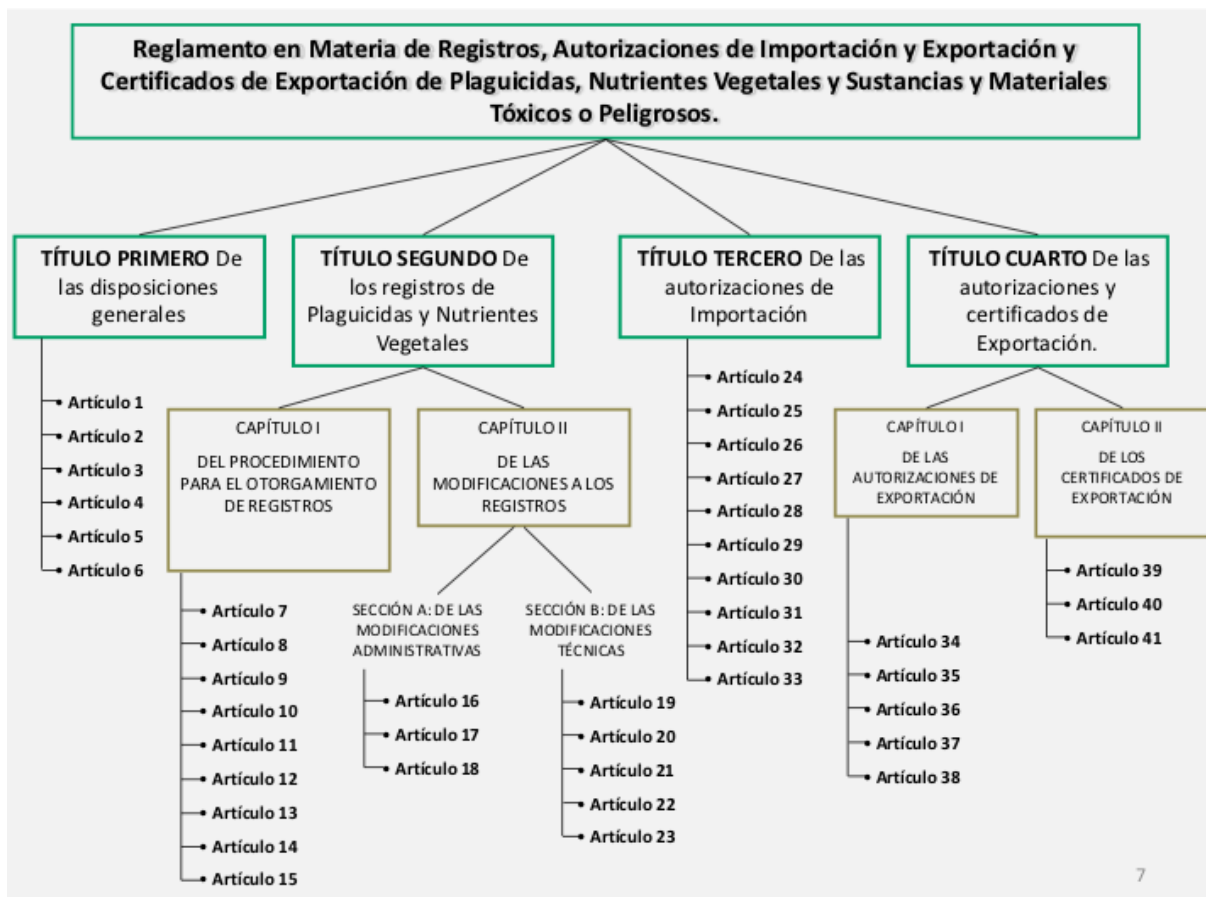 Reglamento en Materia de Registros, Autorizaciones de Importación y Exportación y
Certificados de Exportación de Plaguicidas, Nutrientes Vegetales y Sustancias y Materiales
Tóxicos o Peligrosos.
TÍTULO PRIMERO De
las disposiciones
generales
Artículo 1
Artículo 2
Artículo 3
Artículo 4
Artículo 5
Artículo 6
TÍTULO SEGUNDO De
los registros de
Plaguicidas y Nutrientes
Vegetales
CAPÍTULO I
DEL PROCEDIMIENTO
PARA EL OTORGAMIENTO
DE REGISTROS
Artículo 7
Artículo 8
Artículo 9
Artículo 10
Artículo 11
Artículo 12
Artículo 13
Artículo 14
Artículo 15
CAPÍTULO II
DE LAS
MODIFICACIONES A LOS
REGISTROS
SECCIÓN A: DE LAS
MODIFICACIONES
ADMINISTRATIVAS
Artículo 16
Artículo 17
Artículo 18
SECCIÓN B: DE LAS
MODIFICACIONES
TÉCNICAS
Artículo 19
Artículo 20
Artículo 21
Artículo 22
Artículo 23
TÍTULO TERCERO De las
autorizaciones de
Importación
Artículo 24
Artículo 25
Artículo 26
Artículo 27
Artículo 28
Artículo 29
Artículo 30
Artículo 31
Artículo 32
Artículo 33
TÍTULO CUARTO De las
autorizaciones y
certificados de
Exportación.
CAPÍTULO I
DE LAS
AUTORIZACIONES DE
EXPORTACIÓN
Artículo 34
Artículo 35
Artículo 36
Artículo 37
Artículo 38
CAPÍTULO II
DE LOS
CERTIFICADOS DE
EXPORTACIÓN
Artículo 39
Artículo 40
Artículo 41
7